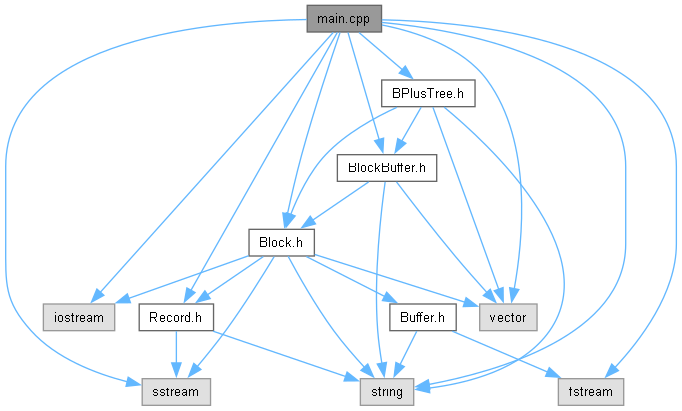 main.cpp
BPlusTree.h
BlockBuffer.h
Block.h
iostream
Record.h
Buffer.h
vector
sstream
string
fstream